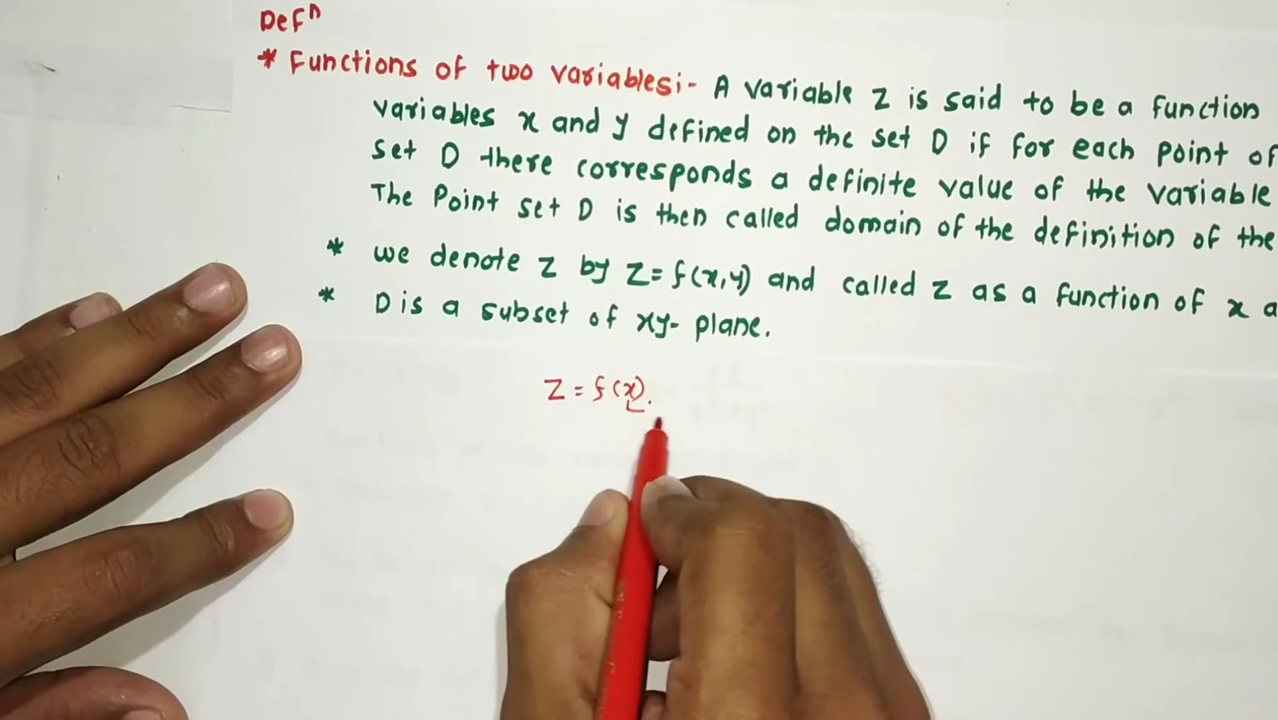 Defⁿ
* Functions of two variables:- A variable z is said to be a function
variables x and y defined on the set D if for each point of
set D there corresponds a definite value of the variable
The Point set D is then called domain of the definition of the
* we denote z by z=f(x,y) and called z as a function of x a
* D is a subset of xy-plane.
z = f(x).